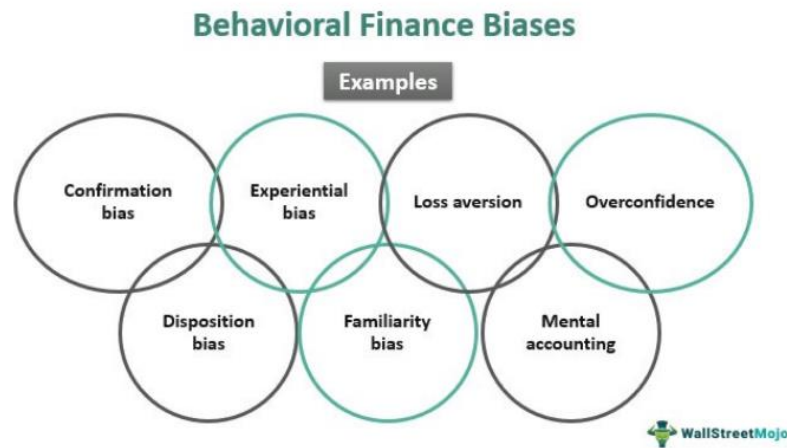 Behavioral Finance Biases
Examples
Confirmation
bias
Experiential
bias
Loss aversion
Overconfidence
Disposition
bias
Familiarity
bias
Mental
accounting
WallStreetMojo